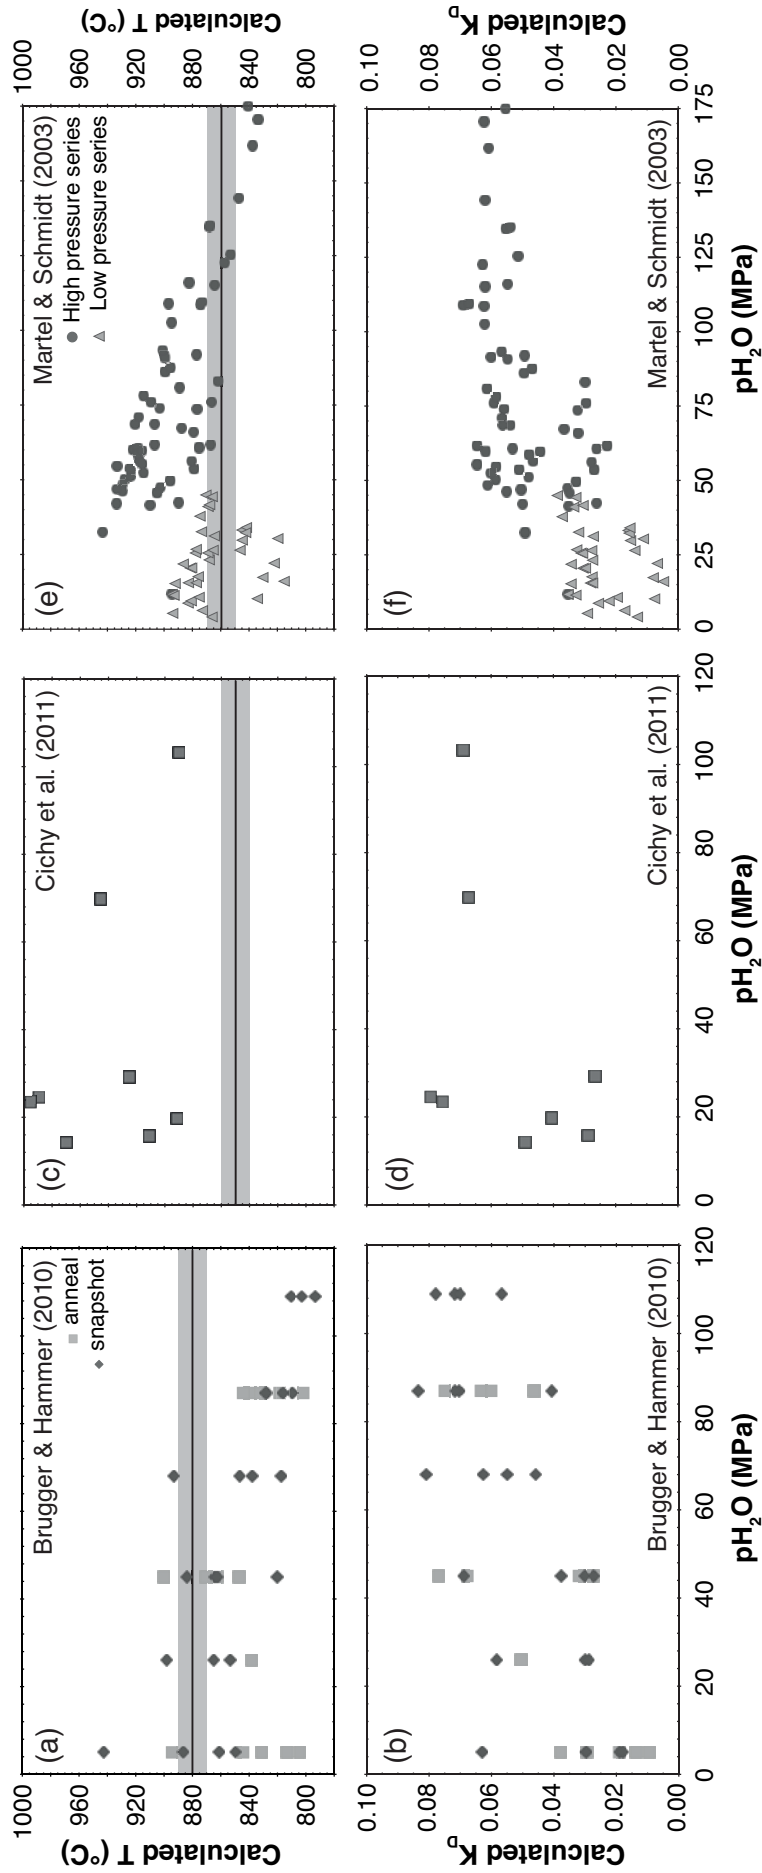 Calculated T (°C)
1000
960
920
880
840
800
(a)
Brugger & Hammer (2010)
anneal
snapshot
(c)
Cichy et al. (2011)
(e)
Martel & Schmidt (2003)
High pressure series
Low pressure series
1000
960
920
880
840
800
Calculated T (°C)
Calculated KD
0.10
0.08
0.06
0.04
0.02
0.00
(b)
Brugger & Hammer (2010)
0
20
40
60
80
100
120
pH2O (MPa)
(d)
Cichy et al. (2011)
0
20
40
60
80
100
120
pH2O (MPa)
(f)
Martel & Schmidt (2003)
0
25
50
75
100
125
150
175
pH2O (MPa)
0.10
0.08
0.06
0.04
0.02
0.00
Calculated KD